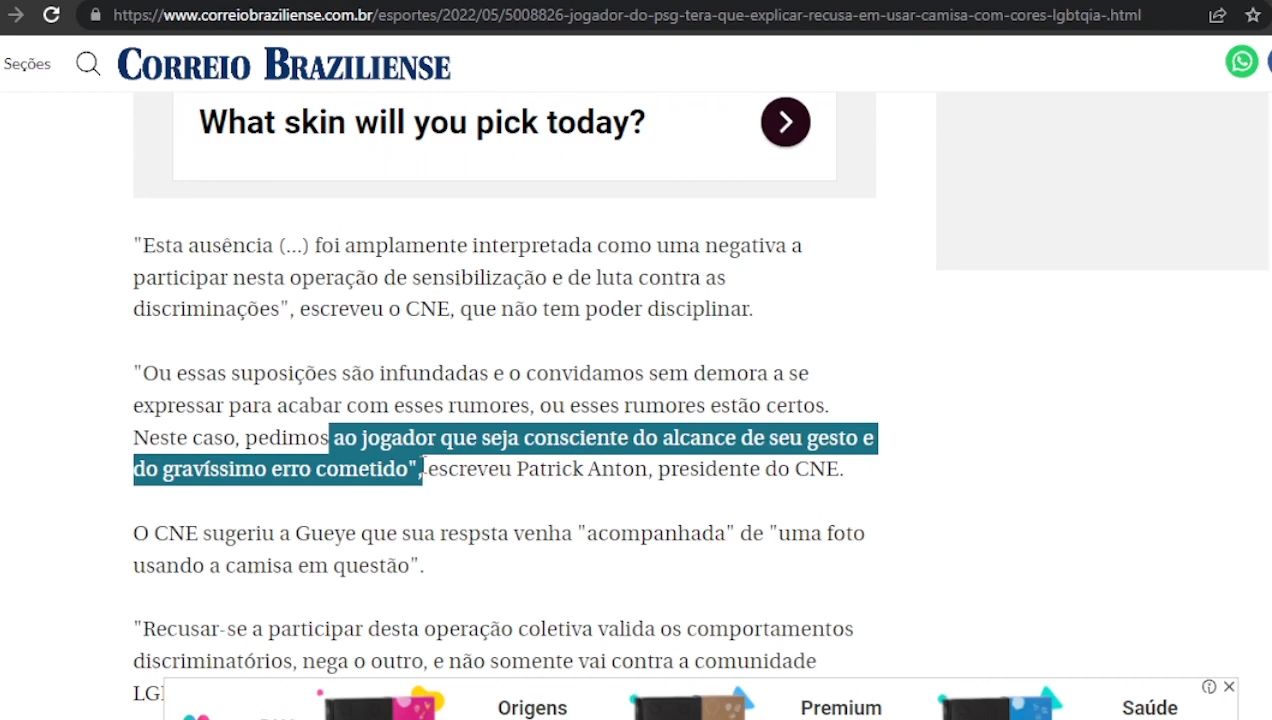 https://www.correiobraziliense.com.br/esportes/2022/05/5008826-jogador-do-psg-tera-que-explicar-recusa-em-usar-camisa-com-cores-lgbtqia-.html
Seções
CORREIO BRAZILIENSE
What skin will you pick today?
"Esta ausência (...) foi amplamente interpretada como uma negativa a
participar nesta operação de sensibilização e de luta contra as
discriminações", escreveu o CNE, que não tem poder disciplinar.
"Ou essas suposições são infundadas e o convidamos sem demora a se
expressar para acabar com esses rumores, ou esses rumores estão certos.
Neste caso, pedimos ao jogador que seja consciente do alcance de seu gesto e
do gravíssimo erro cometido", escreveu Patrick Anton, presidente do CNE.
O CNE sugeriu a Gueye que sua respsta venha "acompanhada" de "uma foto
usando a camisa em questão".
"Recusar-se a participar desta operação coletiva valida os comportamentos
discriminatórios, nega o outro, e não somente vai contra a comunidade
Origens Premium Saúde